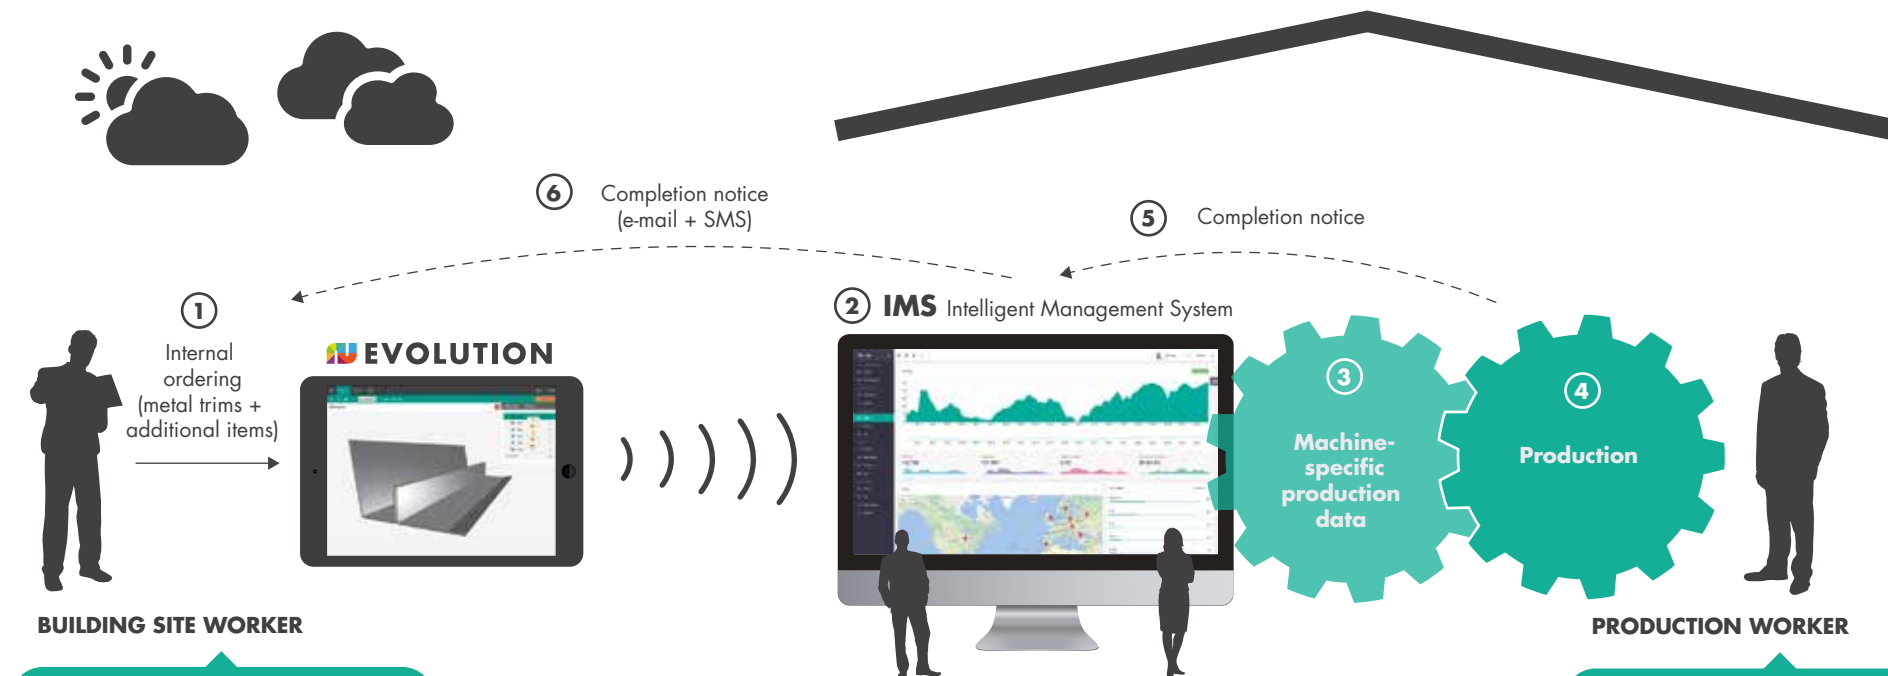 6 Completion notice
(e-mail + SMS)
5 Completion notice
1
Internal
ordering
(metal trims +
additional items)
EVOLUTION
2 IMS Intelligent Management System
3
Machine-
specific
production
data
4
Production
BUILDING SITE WORKER
PRODUCTION WORKER